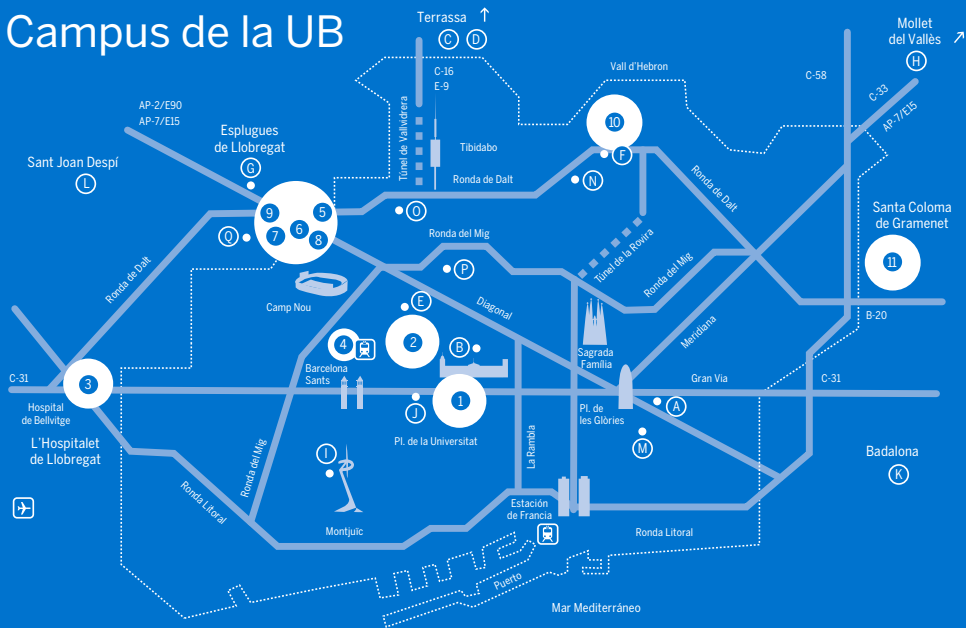 Campus de la UB
Terrassa ↑
C D
Mollet
del Vallès
H
C-16
E-9
Vall d'Hebron
C-58
C-33
AP-7/E15
AP-2/E90
AP-7/E15
Esplugues
de Llobregat
G
Túnel de Vallvidrera
Tibidabo
10
F
Sant Joan Despí
L
Ronda de Dalt
N
Ronda de Dalt
Santa Coloma
de Gramenet
11
9 5
6
7 8
Q
O
Ronda del Mig
Túnel de la Rovira
Ronda de Dalt
P
Ronda del Mig
Camp Nou
E
Diagonal
B-20
Meridiana
4
2
B
Barcelona
Sants
Sagrada
Família
C-31
3
Gran Via
C-31
Hospital
de Bellvitge
1
J
A
Pl. de
les Glòries
L'Hospitalet
de Llobregat
Pl. de la Universitat
M
Badalona
K
I
Ronda del Mig
La Rambla
Ronda Litoral
Estación
de Francia
Montjuïc
Ronda Litoral
Puerto
Mar Mediterráneo